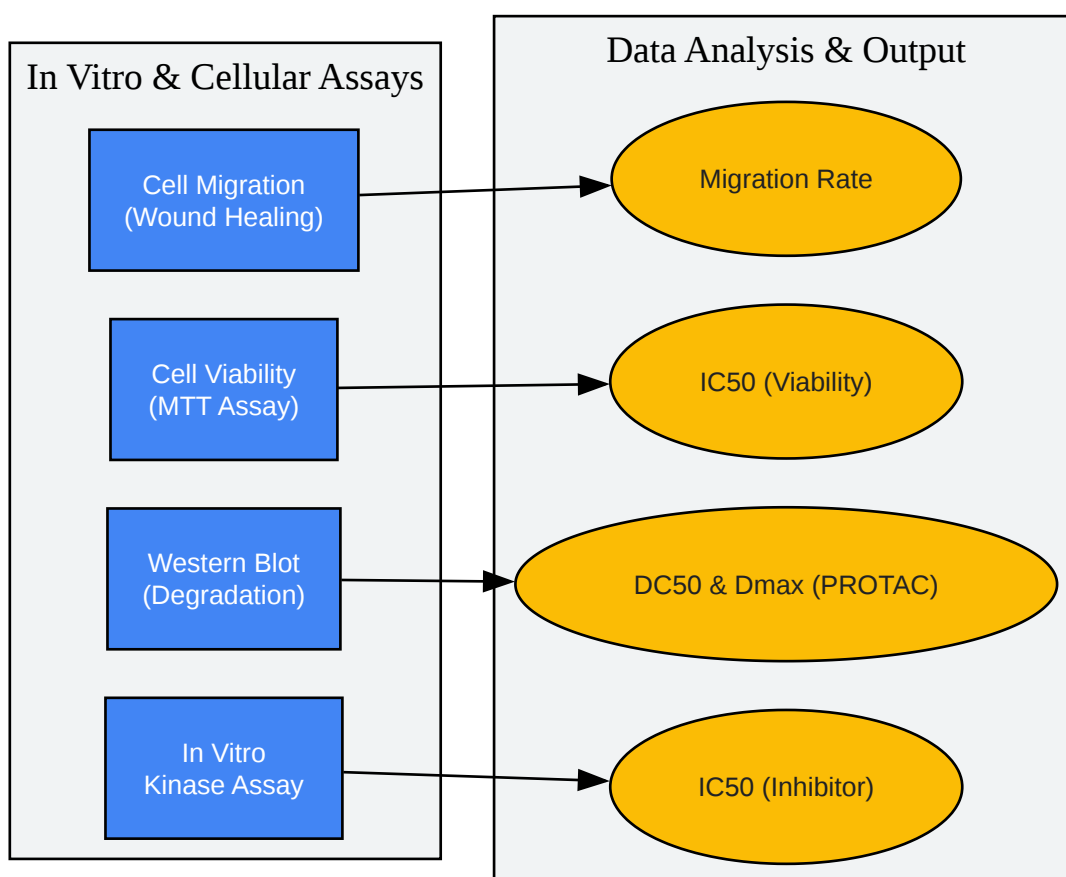 In Vitro & Cellular Assays
Cell Migration
(Wound Healing)
Cell Viability
(MTT Assay)
Western Blot
(Degradation)
In Vitro
Kinase Assay
Data Analysis & Output
Migration Rate
IC50 (Viability)
DC50 & Dmax (PROTAC)
IC50 (Inhibitor)